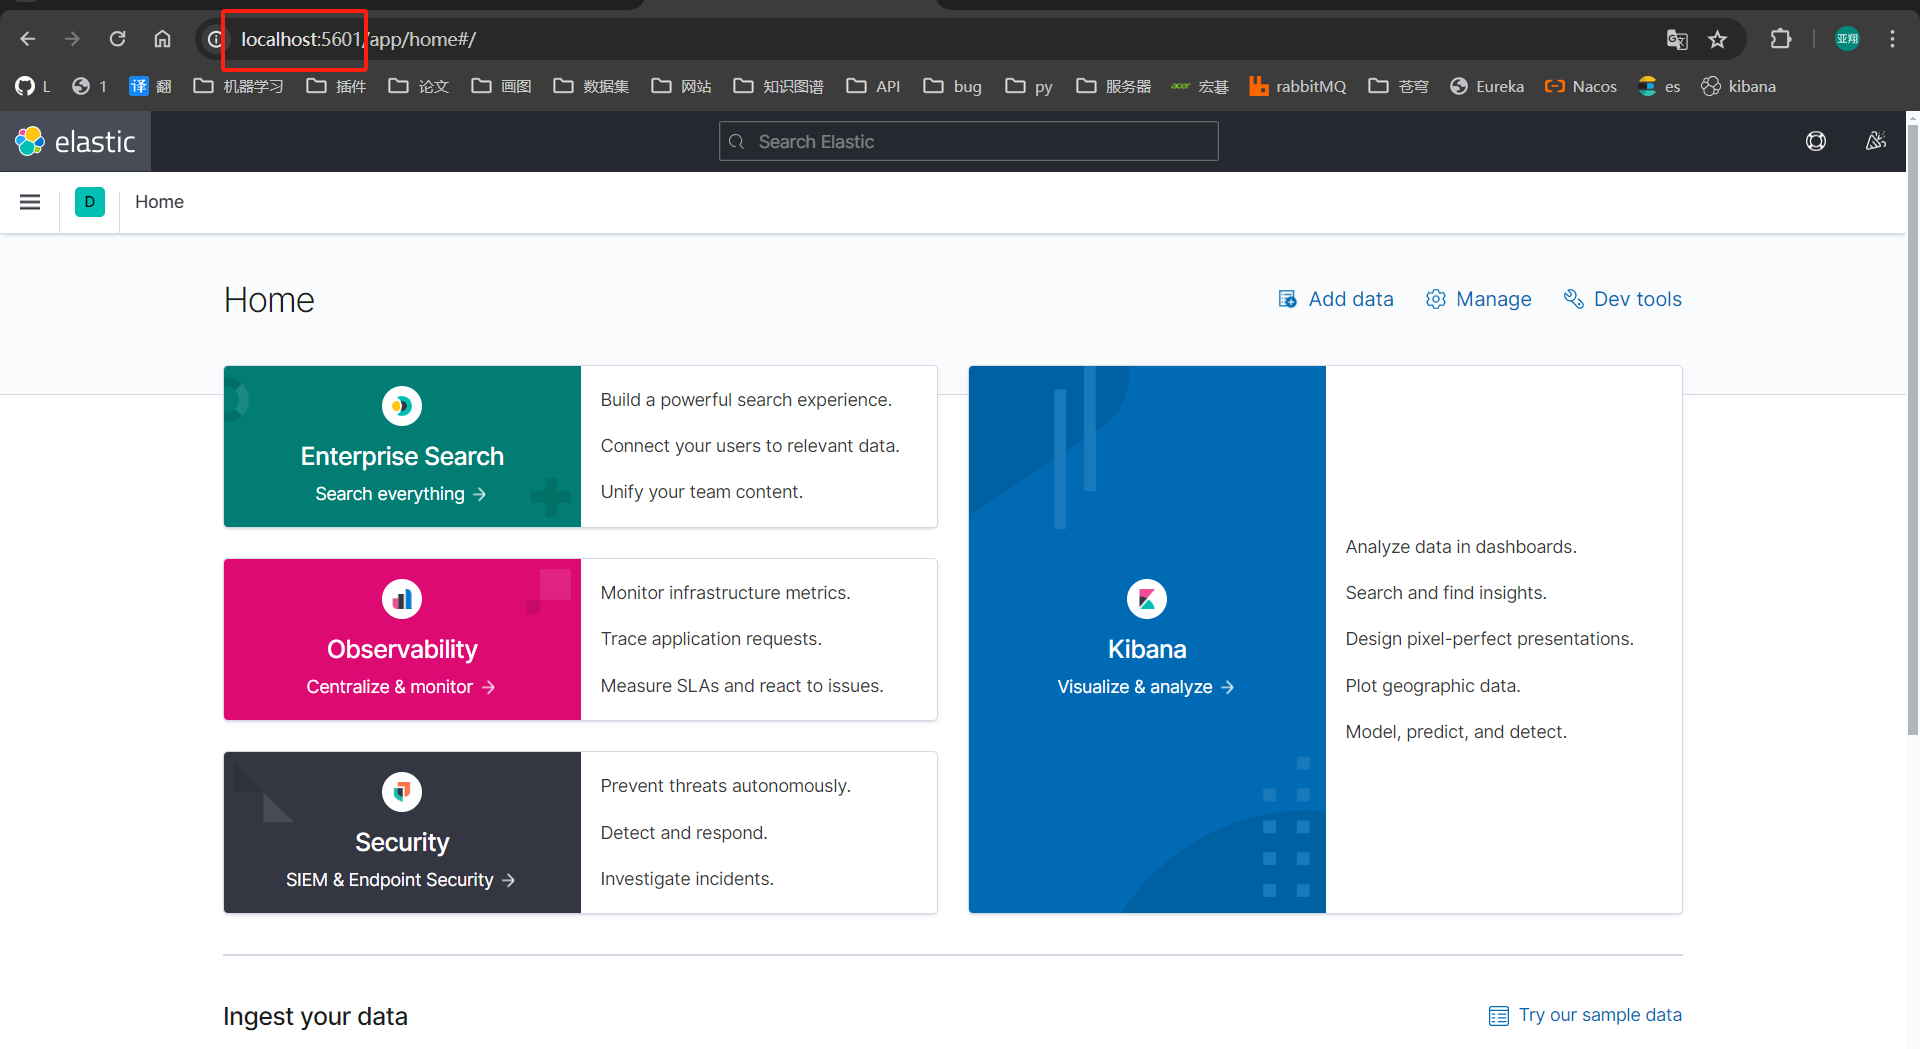 localhost:5601/app/home#/
亚翔
L 1 译 翻 机器学习 插件 论文 画图 数据集 网站 知识图谱 API bug py 服务器 acer 宏基 rabbitMQ 苍穹 Eureka Nacos es kibana
elastic
Search Elastic
D Home
Home
Add data Manage Dev tools
Enterprise Search
Search everything →
Build a powerful search experience.
Connect your users to relevant data.
Unify your team content.
Observability
Centralize & monitor →
Monitor infrastructure metrics.
Trace application requests.
Measure SLAs and react to issues.
Security
SIEM & Endpoint Security →
Prevent threats autonomously.
Detect and respond.
Investigate incidents.
Kibana
Visualize & analyze →
Analyze data in dashboards.
Search and find insights.
Design pixel-perfect presentations.
Plot geographic data.
Model, predict, and detect.
Ingest your data
Try our sample data